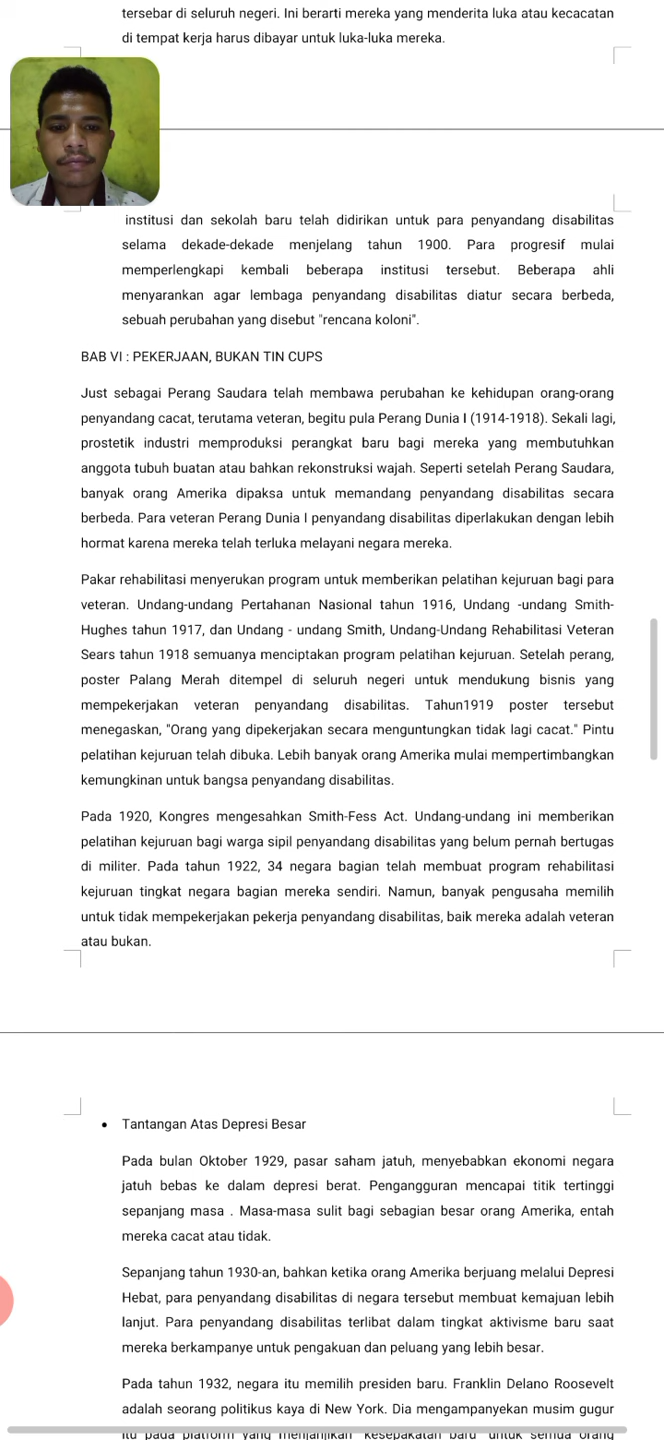 tersebar di seluruh negeri. Ini berarti mereka yang menderita luka atau kecacatan
di tempat kerja harus dibayar untuk luka-luka mereka.
institusi dan sekolah baru telah didirikan untuk para penyandang disabilitas
selama dekade-dekade menjelang tahun 1900. Para progresif mulai
memperlengkapi kembali beberapa institusi tersebut. Beberapa ahli
menyarankan agar lembaga penyandang disabilitas diatur secara berbeda,
sebuah perubahan yang disebut "rencana koloni".
BAB VI : PEKERJAAN, BUKAN TIN CUPS
Just sebagai Perang Saudara telah membawa perubahan ke kehidupan orang-orang
penyandang cacat, terutama veteran, begitu pula Perang Dunia I (1914-1918). Sekali lagi,
prostetik industri memproduksi perangkat baru bagi mereka yang membutuhkan
anggota tubuh buatan atau bahkan rekonstruksi wajah. Seperti setelah Perang Saudara,
banyak orang Amerika dipaksa untuk memandang penyandang disabilitas secara
berbeda. Para veteran Perang Dunia I penyandang disabilitas diperlakukan dengan lebih
hormat karena mereka telah terluka melayani negara mereka.
Pakar rehabilitasi menyerukan program untuk memberikan pelatihan kejuruan bagi para
veteran. Undang-undang Pertahanan Nasional tahun 1916, Undang -undang Smith-
Hughes tahun 1917, dan Undang - undang Smith, Undang-Undang Rehabilitasi Veteran
Sears tahun 1918 semuanya menciptakan program pelatihan kejuruan. Setelah perang,
poster Palang Merah ditempel di seluruh negeri untuk mendukung bisnis yang
mempekerjakan veteran penyandang disabilitas. Tahun1919 poster tersebut
menegaskan, "Orang yang dipekerjakan secara menguntungkan tidak lagi cacat." Pintu
pelatihan kejuruan telah dibuka. Lebih banyak orang Amerika mulai mempertimbangkan
kemungkinan untuk bangsa penyandang disabilitas.
Pada 1920, Kongres mengesahkan Smith-Fess Act. Undang-undang ini memberikan
pelatihan kejuruan bagi warga sipil penyandang disabilitas yang belum pernah bertugas
di militer. Pada tahun 1922, 34 negara bagian telah membuat program rehabilitasi
kejuruan tingkat negara bagian mereka sendiri. Namun, banyak pengusaha memilih
untuk tidak mempekerjakan pekerja penyandang disabilitas, baik mereka adalah veteran
atau bukan.
• Tantangan Atas Depresi Besar
Pada bulan Oktober 1929, pasar saham jatuh, menyebabkan ekonomi negara
jatuh bebas ke dalam depresi berat. Pengangguran mencapai titik tertinggi
sepanjang masa . Masa-masa sulit bagi sebagian besar orang Amerika, entah
mereka cacat atau tidak.
Sepanjang tahun 1930-an, bahkan ketika orang Amerika berjuang melalui Depresi
Hebat, para penyandang disabilitas di negara tersebut membuat kemajuan lebih
lanjut. Para penyandang disabilitas terlibat dalam tingkat aktivisme baru saat
mereka berkampanye untuk pengakuan dan peluang yang lebih besar.
Pada tahun 1932, negara itu memilih presiden baru. Franklin Delano Roosevelt
adalah seorang politikus kaya di New York. Dia mengampanyekan musim gugur
itu pada platform yang menjanjikan "kesepakatan baru" untuk semua orang